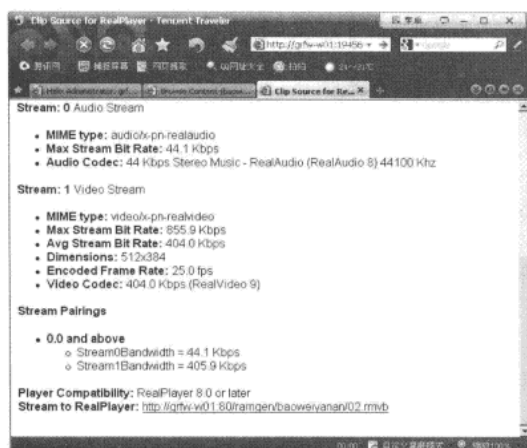 Clip Source for RealPlayer - Tencent Traveler
http://grfw-w01:19456
Clip Source for Re...
Stream: 0 Audio Stream
MIME type: audio/x-pn-realaudio
Max Stream Bit Rate: 44.1 Kbps
Audio Codec: 44 Kbps Stereo Music - RealAudio (RealAudio 8) 44100 Khz
Stream: 1 Video Stream
MIME type: video/x-pn-realvideo
Max Stream Bit Rate: 855.9 Kbps
Avg Stream Bit Rate: 404.0 Kbps
Dimensions: 512x384
Encoded Frame Rate: 25.0 fps
Video Codec: 404.0 Kbps (RealVideo 9)
Stream Pairings
0.0 and above
Stream0Bandwidth = 44.1 Kbps
Stream1Bandwidth = 405.9 Kbps
Player Compatibility: RealPlayer 8.0 or later
Stream to RealPlayer: http://grfw-w01:80/ramgen/baoweiyanan/02.rmvb